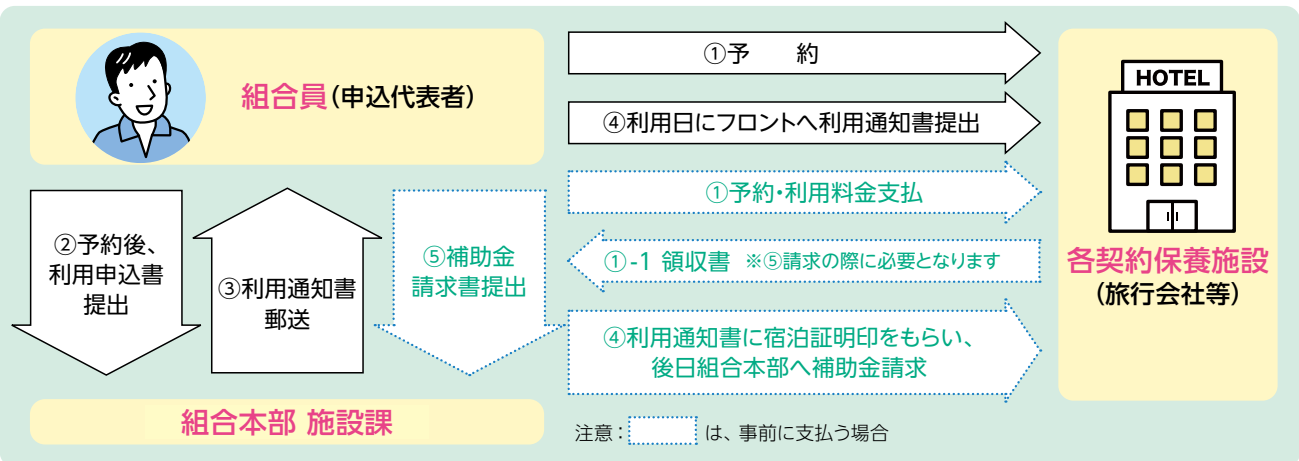 組合員(申込代表者)
①予　約
④利用日にフロントへ利用通知書提出
①予約・利用料金支払
①-1 領収書 ※⑤請求の際に必要となります
④利用通知書に宿泊証明印をもらい、
後日組合本部へ補助金請求
HOTEL
各契約保養施設
(旅行会社等)
②予約後、
利用申込書
提出
③利用通知書
郵送
⑤補助金
請求書提出
組合本部 施設課
注意： は、事前に支払う場合